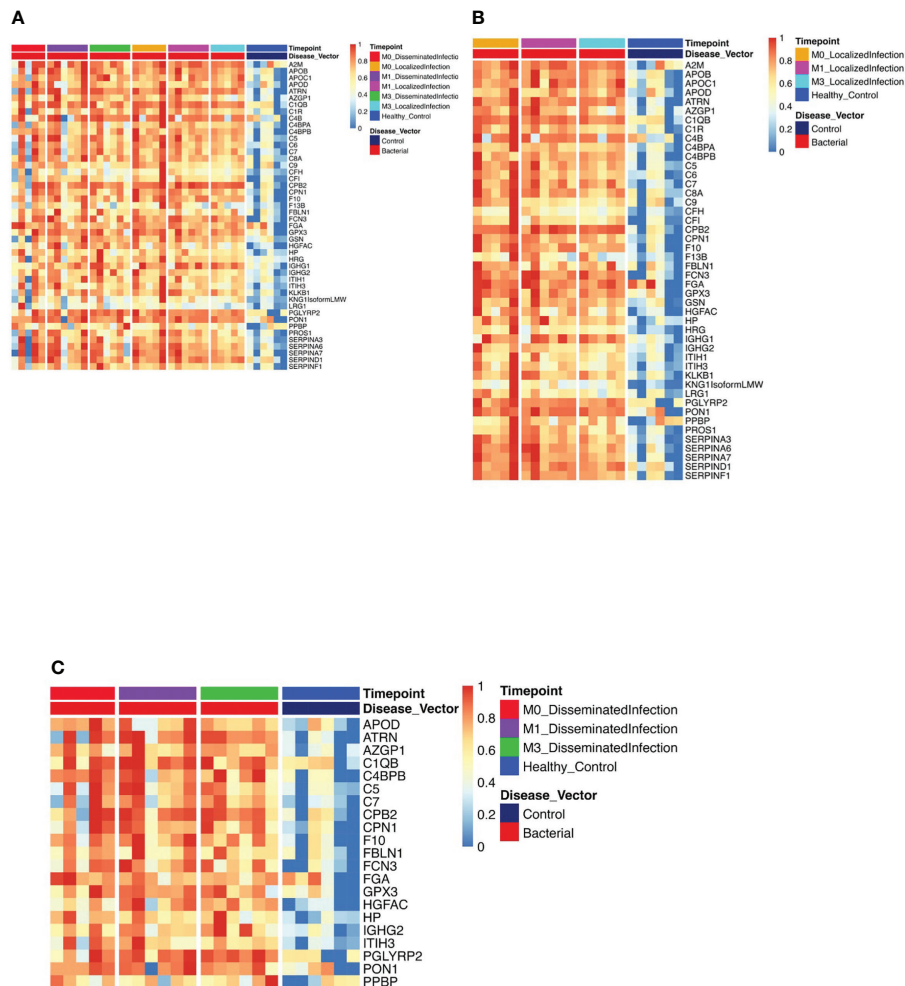 A
Timepoint
Disease_Vector
A2M
APOB
APOC1
APOD
ATRN
AZGP1
C1QB
C1R
C4B
C4BPA
C4BPB
C5
C6
C7
C8A
C9
CFH
CFI
CPB2
CPN1
F10
F13B
FBLN1
FCN3
FGA
GPX3
GSN
HGFAC
HP
HRG
IGHG1
IGHG2
ITIH1
ITIH3
KLKB1
KNG1IsoformLMW
LRG1
PGLYRP2
PON1
PPBP
PROS1
SERPINA3
SERPINA6
SERPINA7
SERPIND1
SERPINF1
1
0.8
0.6
0.4
0.2
0
Timepoint
M0_DisseminatedInfectio
M0_LocalizedInfection
M1_DisseminatedInfectio
M1_LocalizedInfection
M3_DisseminatedInfectio
M3_LocalizedInfection
Healthy_Control
Disease_Vector
Control
Bacterial
B
Timepoint
Disease_Vector
A2M
APOB
APOC1
APOD
ATRN
AZGP1
C1QB
C1R
C4B
C4BPA
C4BPB
C5
C6
C7
C8A
C9
CFH
CFI
CPB2
CPN1
F10
F13B
FBLN1
FCN3
FGA
GPX3
GSN
HGFAC
HP
HRG
IGHG1
IGHG2
ITIH1
ITIH3
KLKB1
KNG1IsoformLMW
LRG1
PGLYRP2
PON1
PPBP
PROS1
SERPINA3
SERPINA6
SERPINA7
SERPIND1
SERPINF1
1
0.8
0.6
0.4
0.2
0
Timepoint
M0_LocalizedInfection
M1_LocalizedInfection
M3_LocalizedInfection
Healthy_Control
Disease_Vector
Control
Bacterial
C
Timepoint
Disease_Vector
APOD
ATRN
AZGP1
C1QB
C4BPB
C5
C7
CPB2
CPN1
F10
FBLN1
FCN3
FGA
GPX3
HGFAC
HP
IGHG2
ITIH3
PGLYRP2
PON1
PPBP
1
0.8
0.6
0.4
0.2
0
Timepoint
M0_DisseminatedInfection
M1_DisseminatedInfection
M3_DisseminatedInfection
Healthy_Control
Disease_Vector
Control
Bacterial